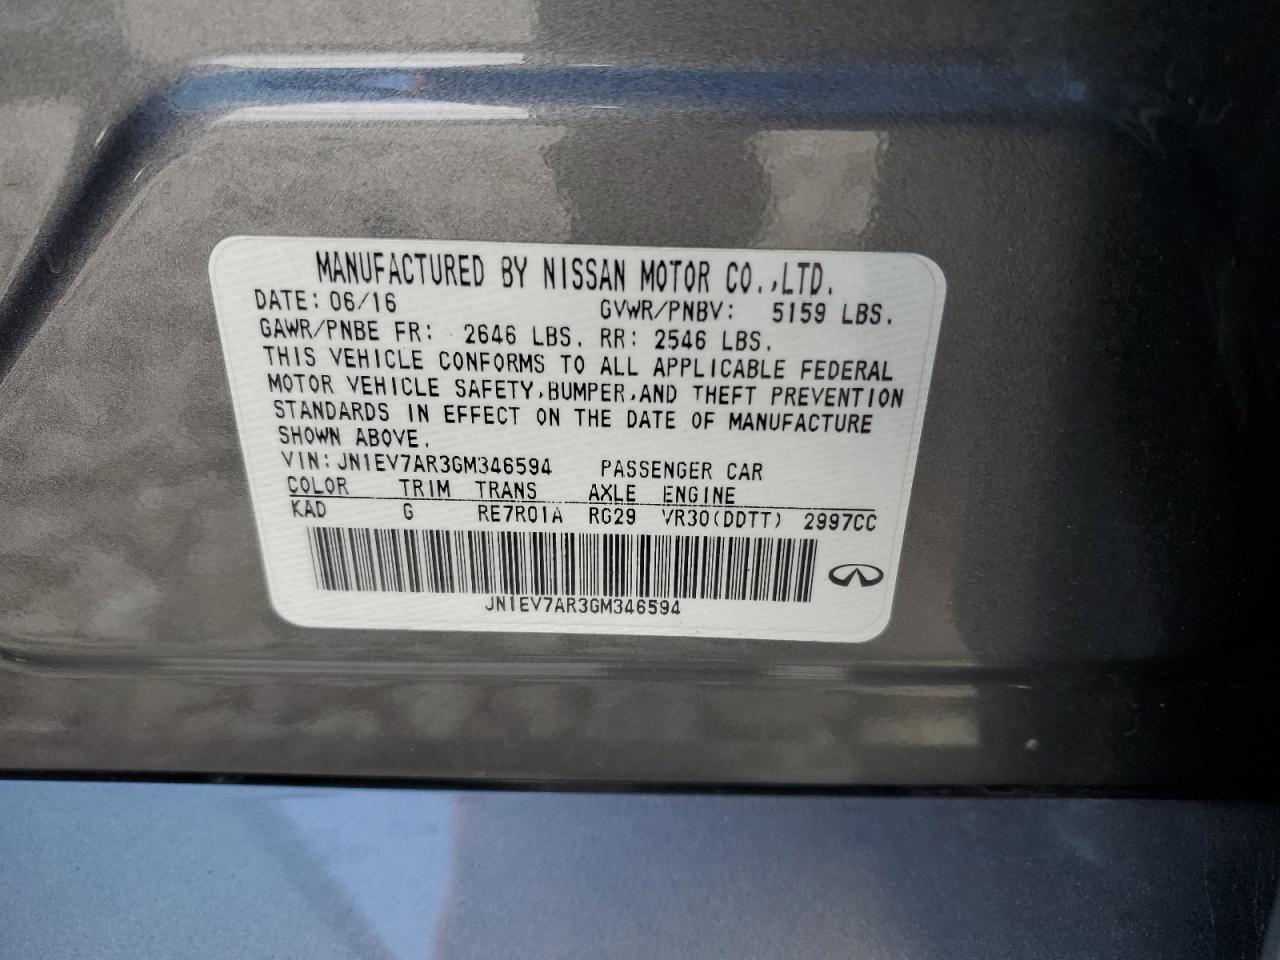 MANUFACTURED BY NISSAN MOTOR CO.,LTD.
DATE: 06/16 GVWR/PNBV: 5159 LBS.
GAWR/PNBE FR: 2646 LBS. RR: 2546 LBS.
THIS VEHICLE CONFORMS TO ALL APPLICABLE FEDERAL
MOTOR VEHICLE SAFETY,BUMPER,AND THEFT PREVENTION
STANDARDS IN EFFECT ON THE DATE OF MANUFACTURE
SHOWN ABOVE.
VIN: JN1EV7AR3GM346594 PASSENGER CAR
COLOR TRIM TRANS AXLE ENGINE
KAD G RE7R01A RG29 VR30(DDTT) 2997CC
JN1EV7AR3GM346594